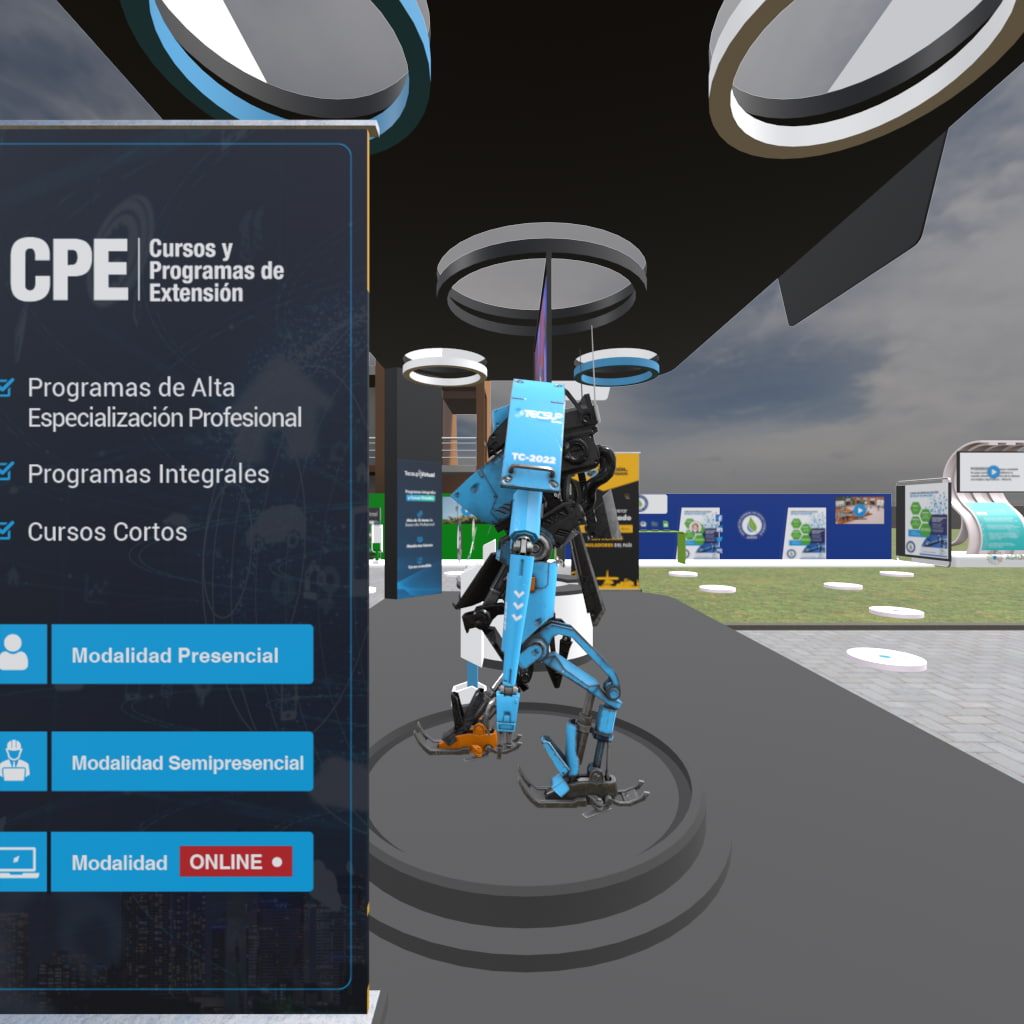 CPE
Cursos y
Programas de
Extensión
Programas de Alta
Especialización Profesional
Programas Integrales
Cursos Cortos
Modalidad Presencial
Modalidad Semipresencial
Modalidad ONLINE
TECSUP
TC-2022